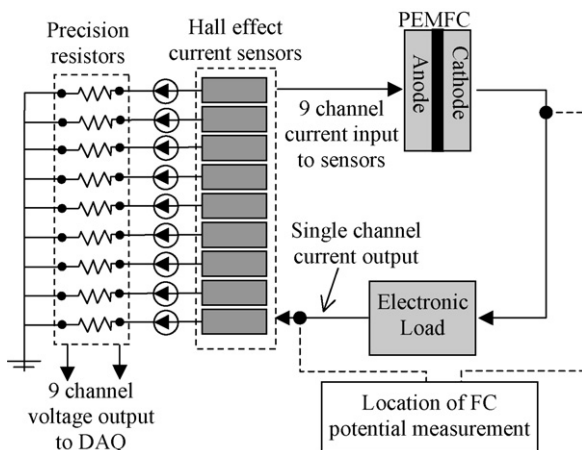 Precision
resistors
Hall effect
current sensors
PEMFC
Anode
Cathode
9 channel
current input
to sensors
Single channel
current output
Electronic
Load
9 channel
voltage output
to DAQ
Location of FC
potential measurement